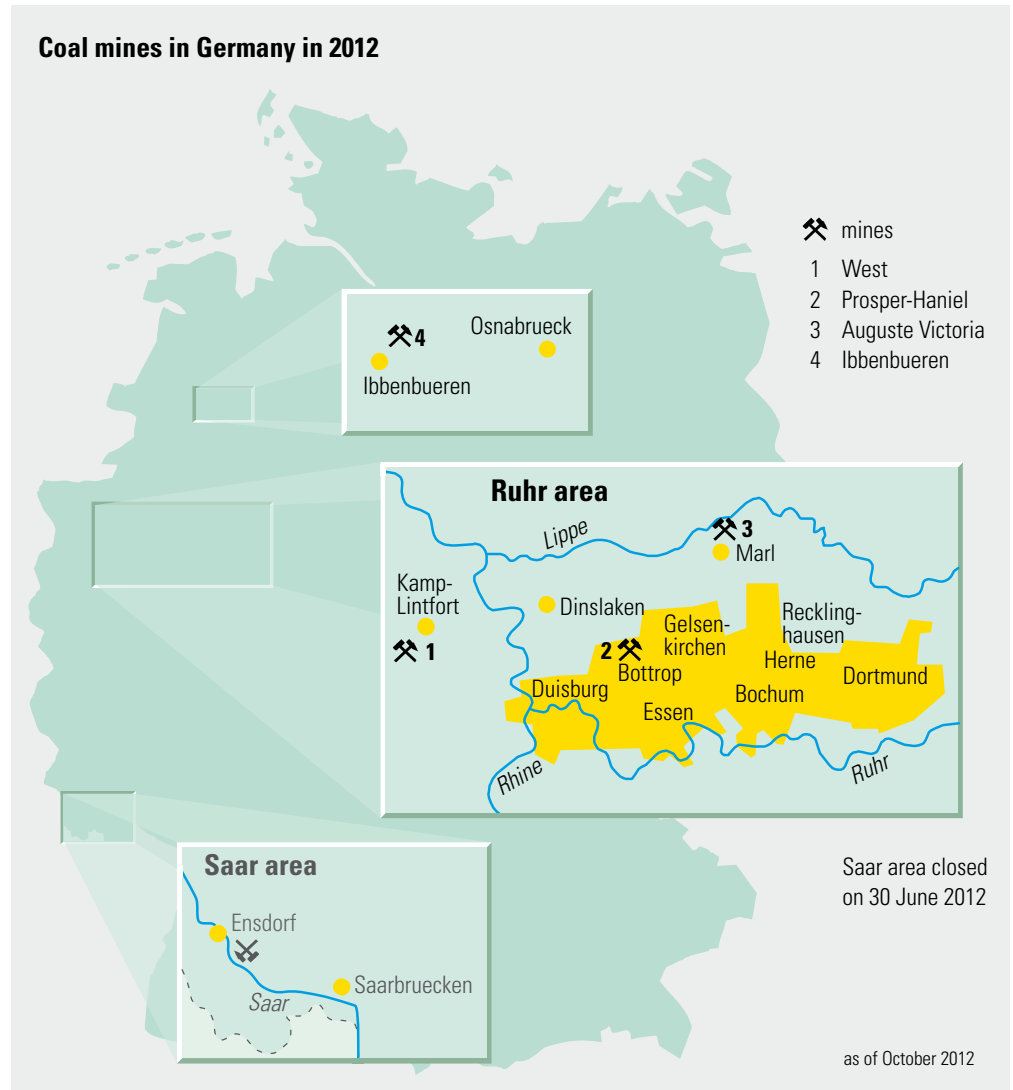 Coal mines in Germany in 2012
mines
1 West
2 Prosper-Haniel
3 Auguste Victoria
4 Ibbenbueren
4
Osnabrueck
Ibbenbueren
Ruhr area
Lippe
3
Marl
Kamp-
Lintfort
1
Dinslaken
Gelsen-
kirchen
Reckling-
hausen
2
Bottrop
Herne
Dortmund
Duisburg
Essen
Bochum
Rhine
Ruhr
Saar area
Ensdorf
Saar
Saarbruecken
Saar area closed
on 30 June 2012
as of October 2012